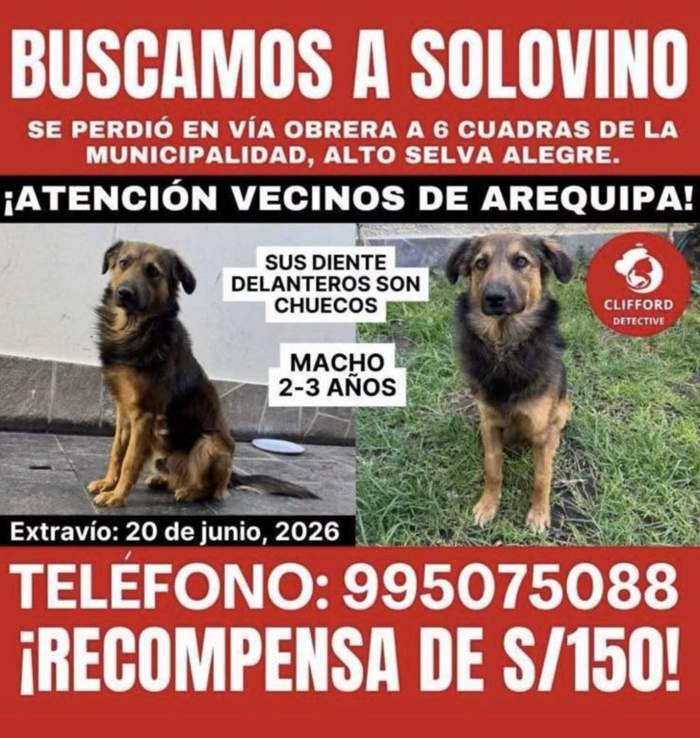 BUSCAMOS A SOLOVINO
SE PERDIÓ EN VÍA OBRERA A 6 CUADRAS DE LA
MUNICIPALIDAD, ALTO SELVA ALEGRE.
¡ATENCIÓN VECINOS DE AREQUIPA!
SUS DIENTE
DELANTEROS SON
CHUECOS
CLIFFORD
DETECTIVE
MACHO
2-3 AÑOS
Extravío: 20 de junio, 2026
TELÉFONO: 995075088
¡RECOMPENSA DE S/150!